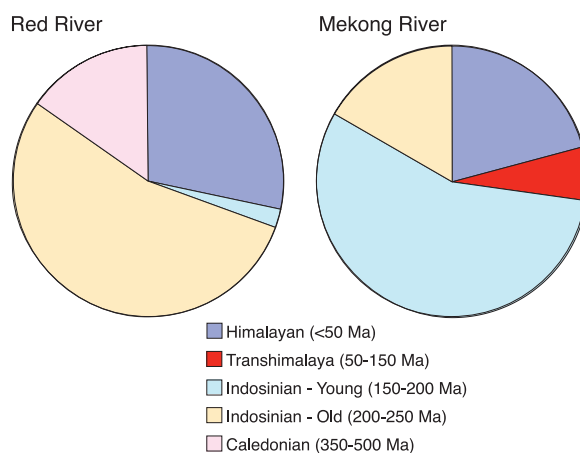 Red River
Mekong River
Himalayan (<50 Ma)
Transhimalaya (50-150 Ma)
Indosinian - Young (150-200 Ma)
Indosinian - Old (200-250 Ma)
Caledonian (350-500 Ma)